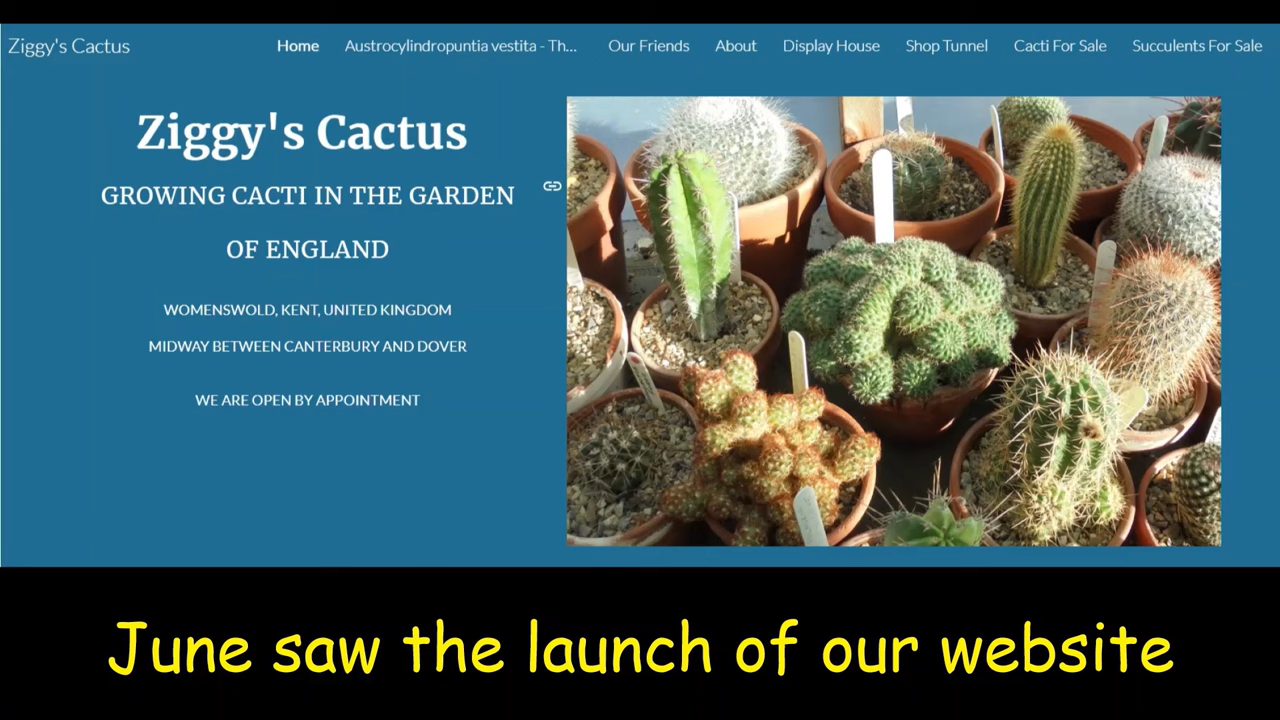 Ziggy's Cactus
Home Austrocylindropuntia vestita - Th... Our Friends About Display House Shop Tunnel Cacti For Sale Succulents For Sale
Ziggy's Cactus
GROWING CACTI IN THE GARDEN
OF ENGLAND
WOMENSWOLD, KENT, UNITED KINGDOM
MIDWAY BETWEEN CANTERBURY AND DOVER
WE ARE OPEN BY APPOINTMENT
June saw the launch of our website